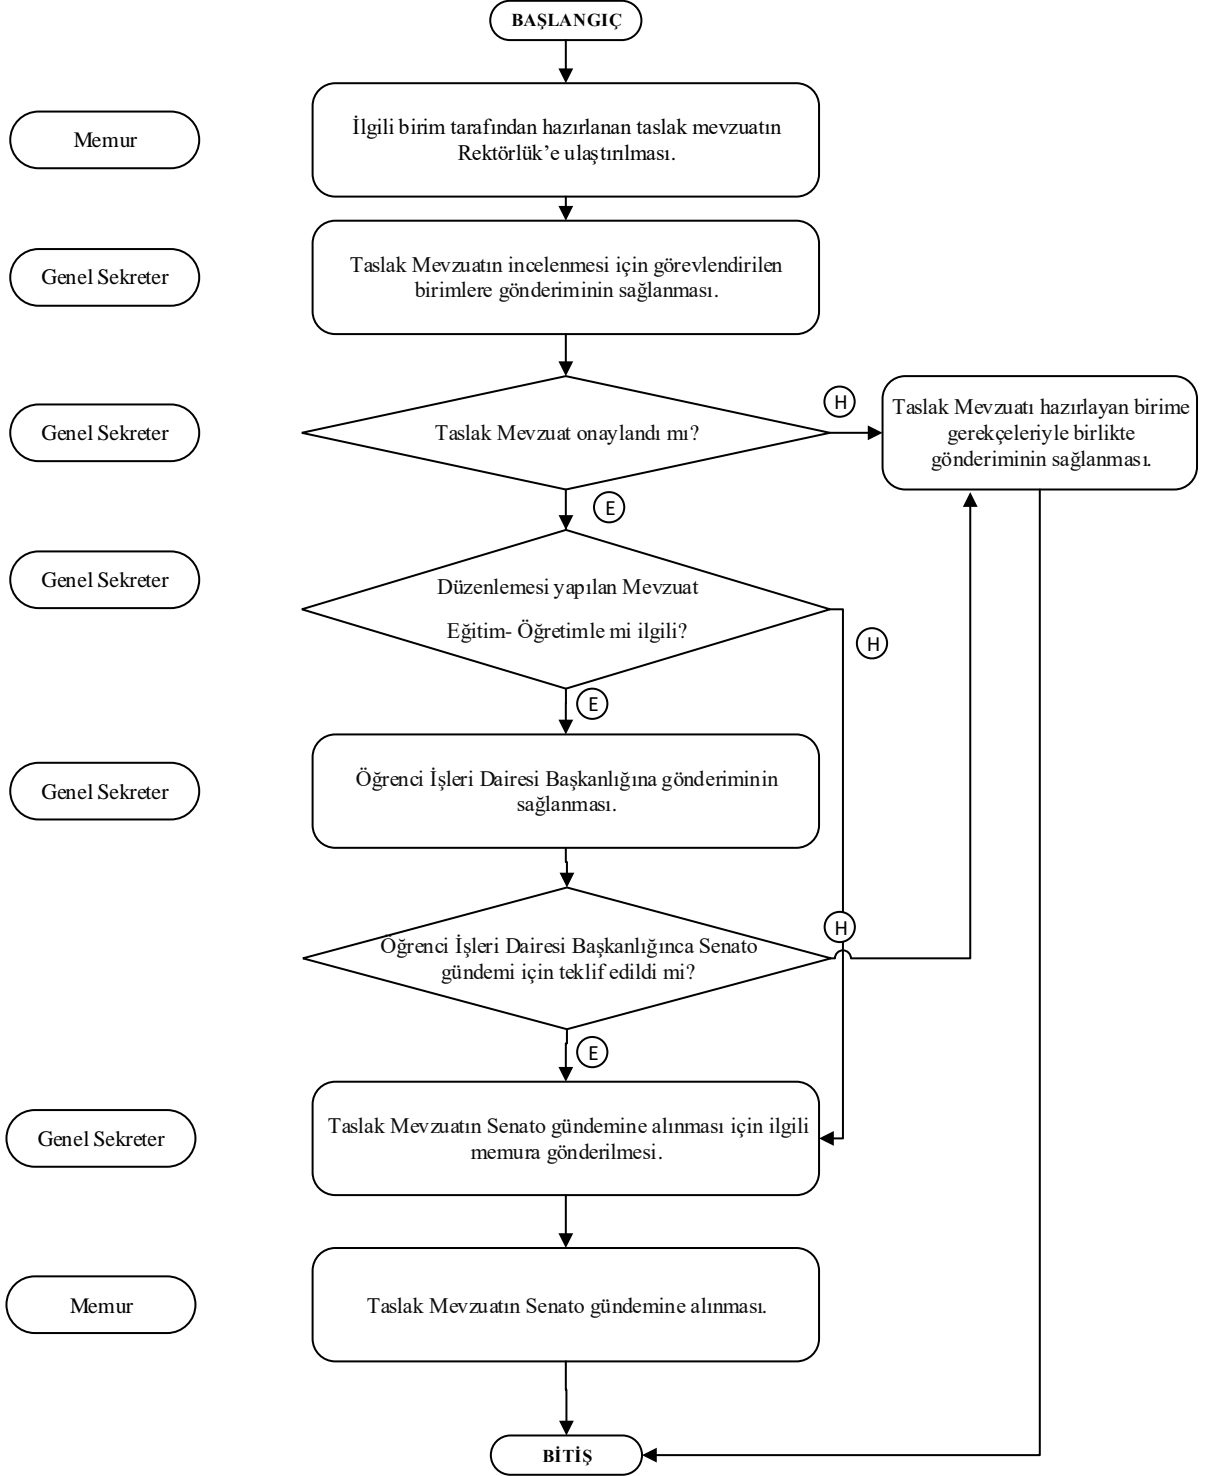 BAŞLANGIÇ
Memur
İlgili birim tarafından hazırlanan taslak mevzuatın
Rektörlük’e ulaştırılması.
Genel Sekreter
Taslak Mevzuatın incelenmesi için görevlendirilen
birimlere gönderiminin sağlanması.
Genel Sekreter
Taslak Mevzuat onaylandı mı?
H
Taslak Mevzuatı hazırlayan birime
gerekçeleriyle birlikte
gönderiminin sağlanması.
E
Genel Sekreter
Düzenlemesi yapılan Mevzuat
Eğitim- Öğretimle mi ilgili?
H
E
Genel Sekreter
Öğrenci İşleri Dairesi Başkanlığına gönderiminin
sağlanması.
Öğrenci İşleri Dairesi Başkanlığınca Senato
gündemi için teklif edildi mi?
H
E
Genel Sekreter
Taslak Mevzuatın Senato gündemine alınması için ilgili
memura gönderilmesi.
Memur
Taslak Mevzuatın Senato gündemine alınması.
BİTİŞ